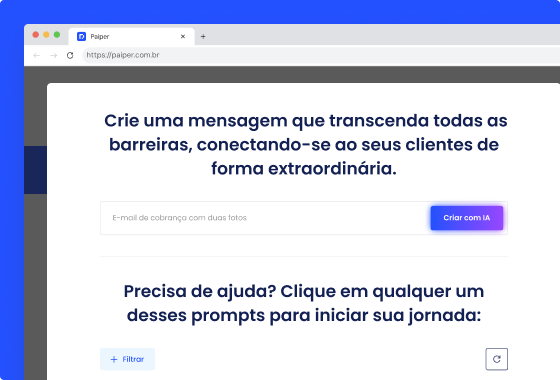 Paiper
https://paiper.com.br
Crie uma mensagem que transcenda todas as
barreiras, conectando-se ao seus clientes de
forma extraordinária.
E-mail de cobrança com duas fotos
Criar com IA
Precisa de ajuda? Clique em qualquer um
desses prompts para iniciar sua jornada:
+ Filtrar